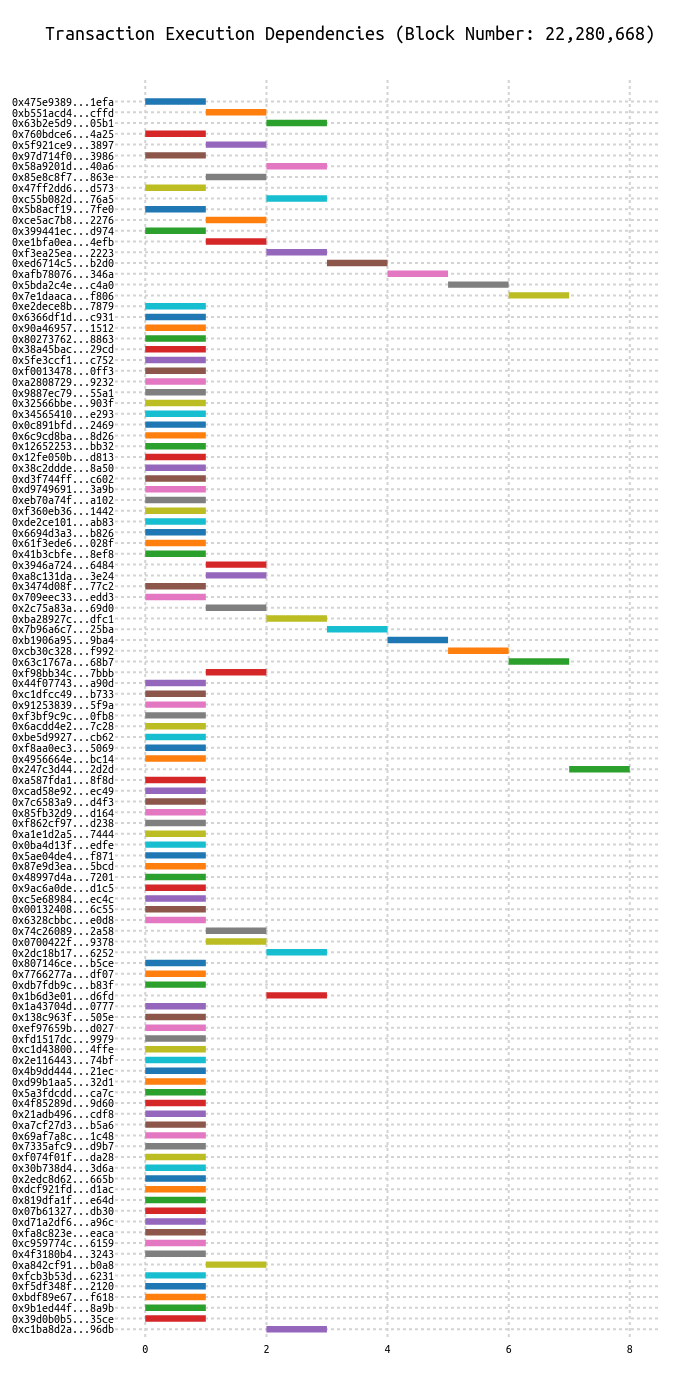 Transaction Execution Dependencies (Block Number: 22,280,668)
0x475e9389...1efa
0xb551acd4...cffd
0x63b2e5d9...05b1
0x760bdce6...4a25
0x5f921ce9...3897
0x97d714f0...3986
0x58a9201d...40a6
0x85e8c8f7...863e
0x47ff2dd6...d573
0xc55b082d...76a5
0x5b8acf19...7fe0
0xce5ac7b8...2276
0x399441ec...d974
0xe1bfa0ea...4efb
0xf3ea25ea...2223
0xed6714c5...b2d0
0xafb78076...346a
0x5bda2c4e...c4a0
0x7e1daaca...f806
0xe2dece8b...7879
0x6366df1d...c931
0x90a46957...1512
0x80273762...8863
0x38a45bac...29cd
0x5fe3ccf1...c752
0xf0013478...0ff3
0xa2808729...9232
0x9887ec79...55a1
0x32566bbe...903f
0x34565410...e293
0x0c891bfd...2469
0x6c9cd8ba...8d26
0x12652253...bb32
0x12fe050b...d813
0x38c2ddde...8a50
0xd3f744ff...c602
0xd9749691...3a9b
0xeb70a74f...a102
0xf360eb36...1442
0xde2ce101...ab83
0x6694d3a3...b826
0x61f3ede6...028f
0x41b3cbfe...8ef8
0x3946a724...6484
0xa8c131da...3e24
0x3474d08f...77c2
0x709eec33...edd3
0x2c75a83a...69d0
0xba28927c...dfc1
0x7b96a6c7...25ba
0xb1906a95...9ba4
0xcb30c328...f992
0x63c1767a...68b7
0xf98bb34c...7bbb
0x44f07743...a90d
0xc1dfcc49...b733
0x91253839...5f9a
0xf3bf9c9c...0fb8
0x6acdd4e2...7c28
0xbe5d9927...cb62
0xf8aa0ec3...5069
0x4956664e...bc14
0x247c3d44...2d2d
0xa587fda1...8f8d
0xcad58e92...ec49
0x7c6583a9...d4f3
0x85fb32d9...d164
0xf862cf97...d238
0xa1e1d2a5...7444
0x0ba4d13f...edfe
0x5ae04de4...f871
0x87e9d3ea...5bcd
0x48997d4a...7201
0x9ac6a0de...d1c5
0xc5e68984...ec4c
0x00132408...6c55
0x6328cbbc...e0d8
0x74c26089...2a58
0x0700422f...9378
0x2dc18b17...6252
0x807146ce...b5ce
0x7766277a...df07
0xdb7fdb9c...b83f
0x1b6d3e01...d6fd
0x1a43704d...0777
0x138c963f...505e
0xef97659b...d027
0xfd1517dc...9979
0xc1d43800...4ffe
0x2e116443...74bf
0x4b9dd444...21ec
0xd99b1aa5...32d1
0x5a3fdcdd...ca7c
0x4f85289d...9d60
0x21adb496...cdf8
0xa7cf27d3...b5a6
0x69af7a8c...1c48
0x7335afc9...d9b7
0xf074f01f...da28
0x30b738d4...3d6a
0x2edc8d62...665b
0xdcf921fd...d1ac
0x819dfa1f...e64d
0x07b61327...db30
0xd71a2df6...a96c
0xfa8c823e...eaca
0xc959774c...6159
0x4f3180b4...3243
0xa842cf91...b0a8
0xfcb3b53d...6231
0xf5df348f...2120
0xbdf89e67...f618
0x9b1ed44f...8a9b
0x39d0b0b5...35ce
0xc1ba8d2a...96db
0 2 4 6 8